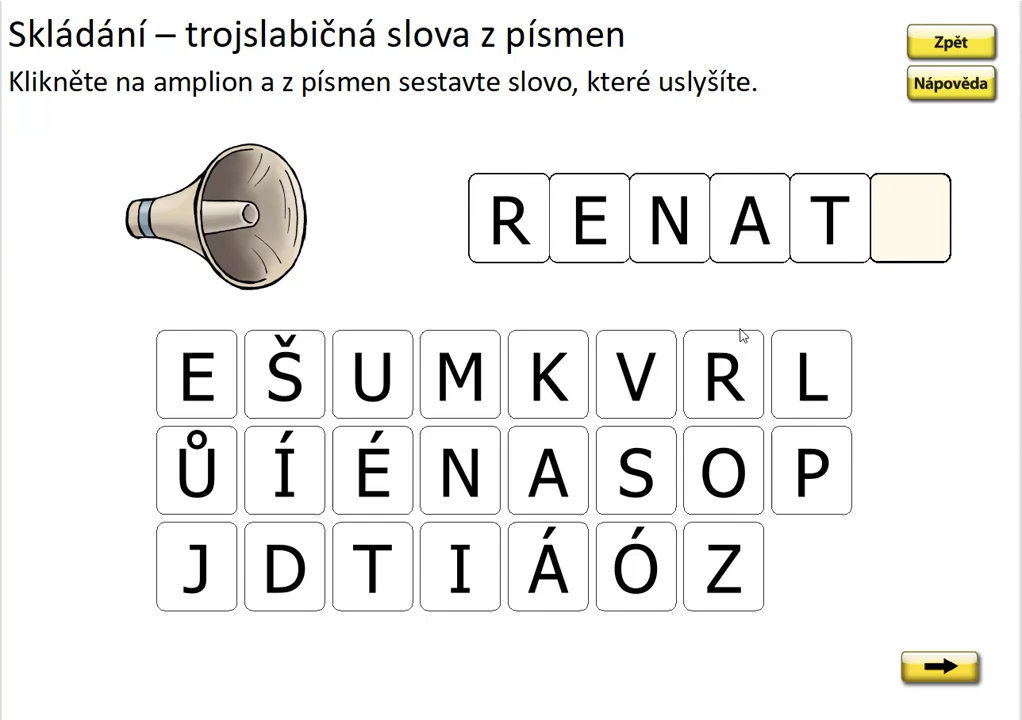 Skládání – trojslabičná slova z písmen
Zpět
Klikněte na amplion a z písmen sestavte slovo, které uslyšíte.
Nápověda
R E N A T
E Š U M K V R L
Ů Í É N A S O P
J D T I Á Ó Z